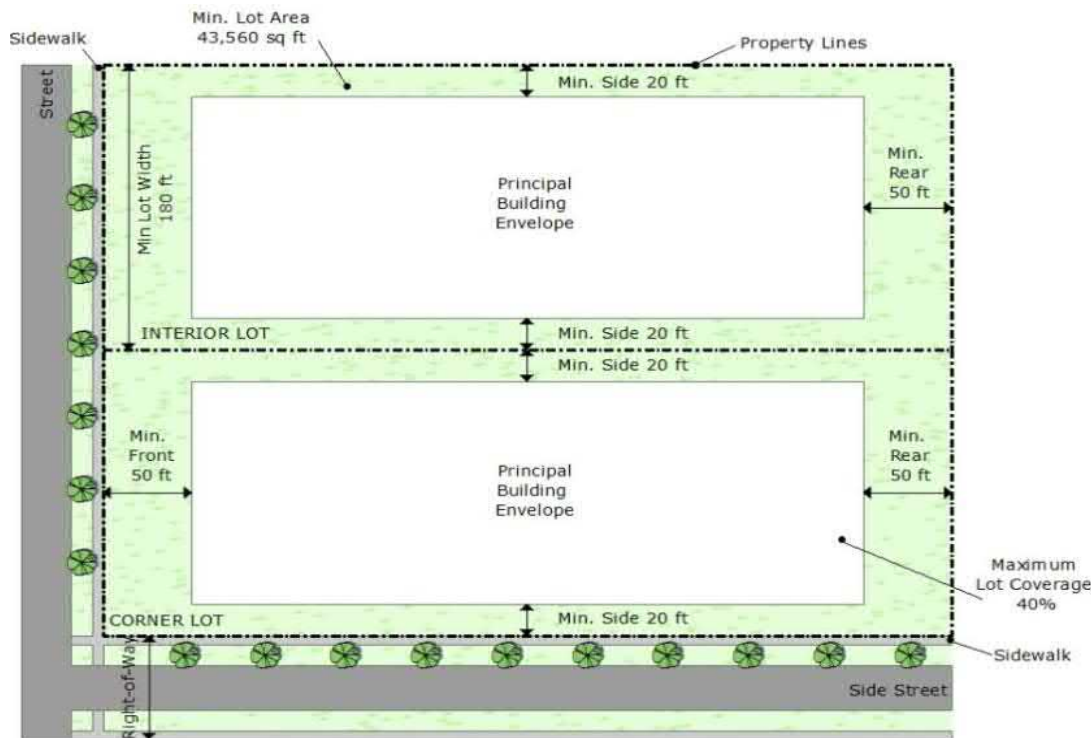 Min. Lot Area
43,560 sq ft
Sidewalk
Property Lines
Street
Min. Side 20 ft
Min Lot Width
180 ft
Principal
Building
Envelope
Min.
Rear
50 ft
INTERIOR LOT
Min. Side 20 ft
Min. Side 20 ft
Min.
Front
50 ft
Principal
Building
Envelope
Min.
Rear
50 ft
Maximum
Lot Coverage
40%
CORNER LOT
Min. Side 20 ft
Sidewalk
Right-of-Way
Side Street